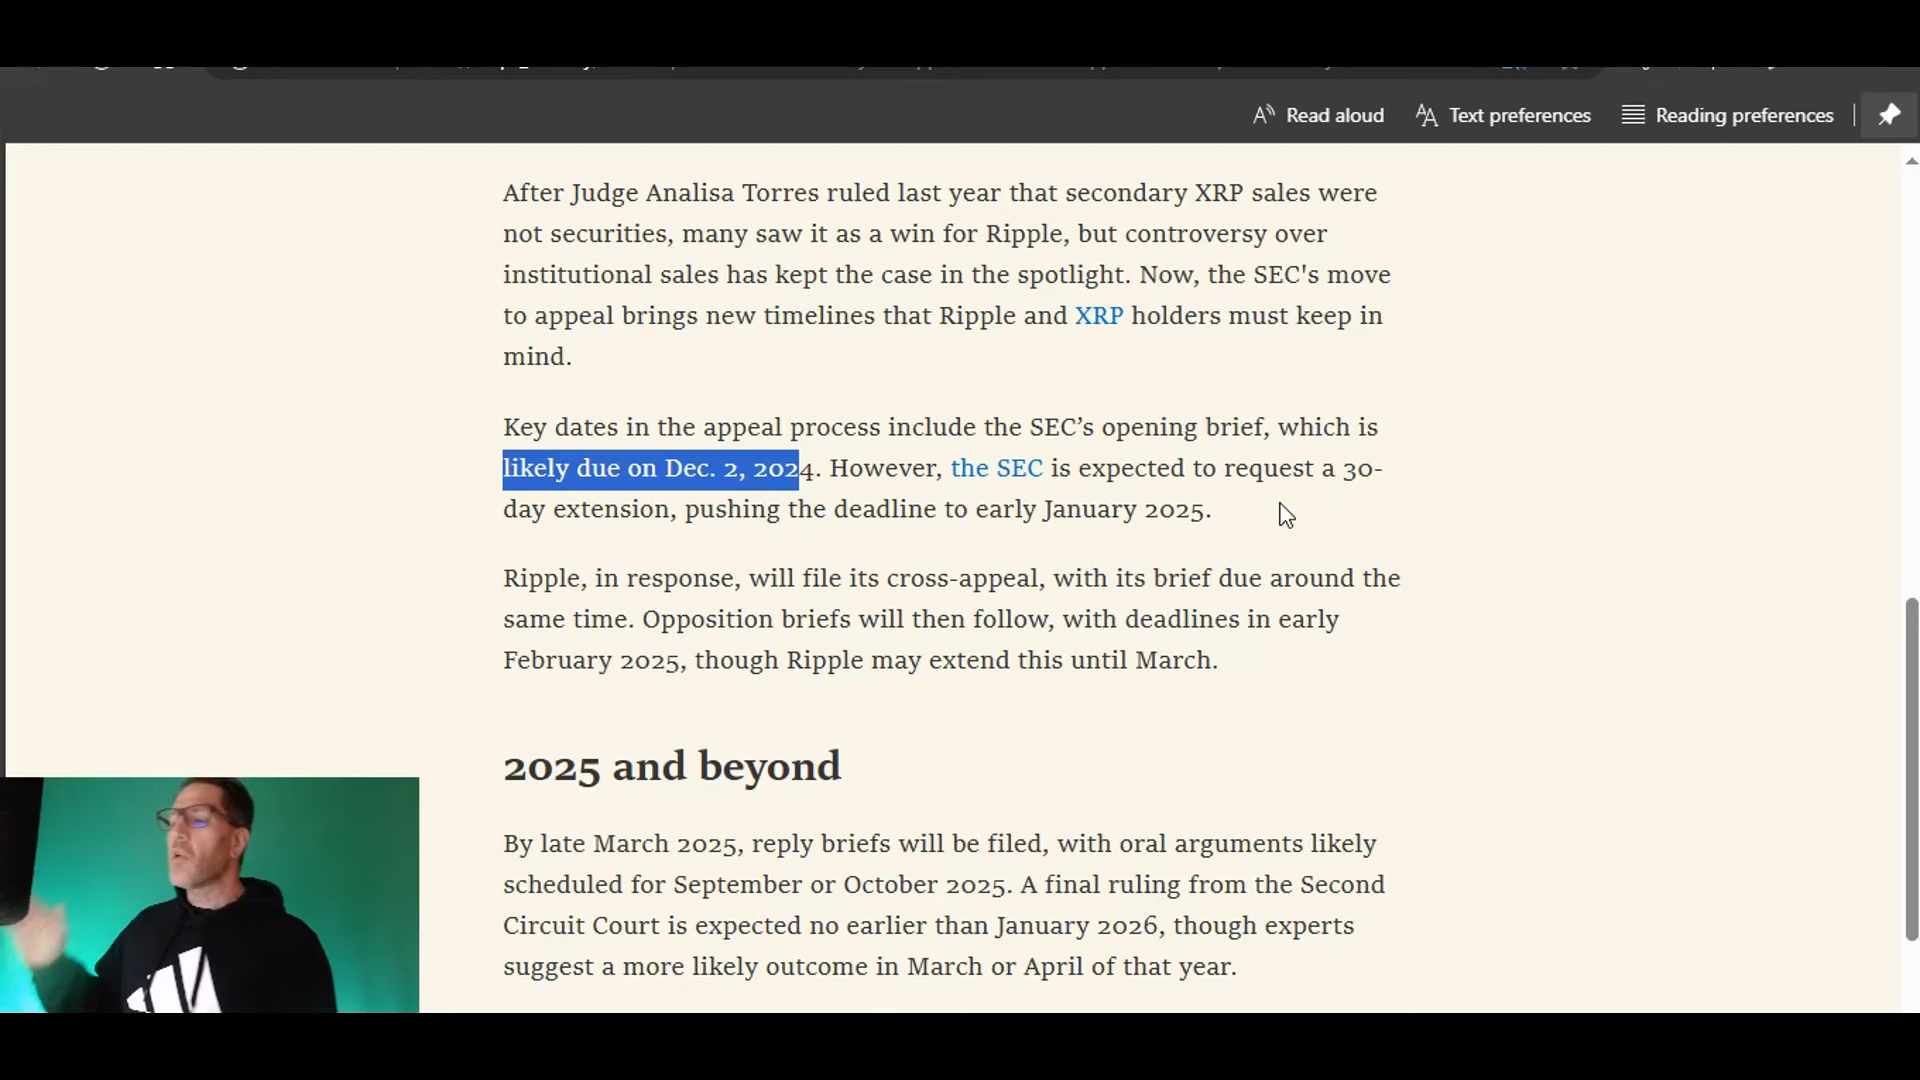 Read aloud
Text preferences
Reading preferences
After Judge Analisa Torres ruled last year that secondary XRP sales were
not securities, many saw it as a win for Ripple, but controversy over
institutional sales has kept the case in the spotlight. Now, the SEC's move
to appeal brings new timelines that Ripple and XRP holders must keep in
mind.
Key dates in the appeal process include the SEC’s opening brief, which is
likely due on Dec. 2, 2024. However, the SEC is expected to request a 30-
day extension, pushing the deadline to early January 2025.
Ripple, in response, will file its cross-appeal, with its brief due around the
same time. Opposition briefs will then follow, with deadlines in early
February 2025, though Ripple may extend this until March.
2025 and beyond
By late March 2025, reply briefs will be filed, with oral arguments likely
scheduled for September or October 2025. A final ruling from the Second
Circuit Court is expected no earlier than January 2026, though experts
suggest a more likely outcome in March or April of that year.